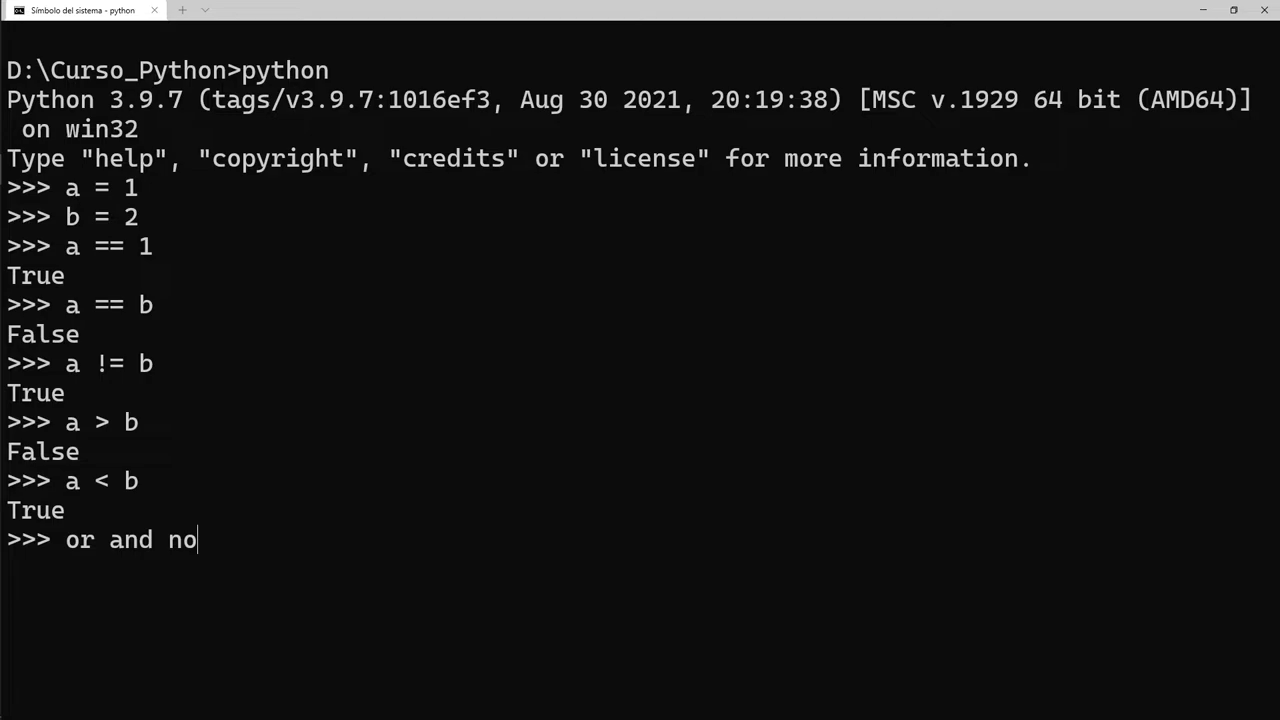 Símbolo del sistema - python
D:\Curso_Python>python
Python 3.9.7 (tags/v3.9.7:1016ef3, Aug 30 2021, 20:19:38) [MSC v.1929 64 bit (AMD64)]
 on win32
Type "help", "copyright", "credits" or "license" for more information.
>>> a = 1
>>> b = 2
>>> a == 1
True
>>> a == b
False
>>> a != b
True
>>> a > b
False
>>> a < b
True
>>> or and no